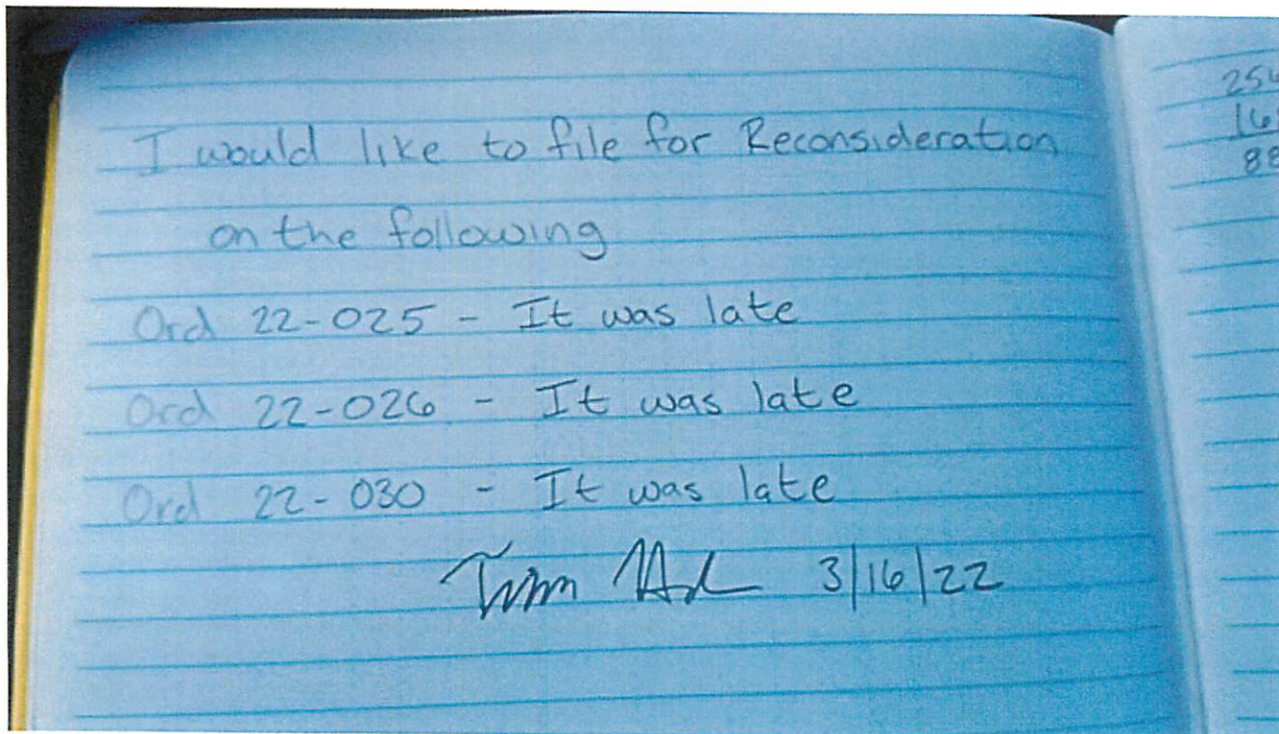 I would like to file for Reconsideration
on the following
Ord 22-025 - It was late
Ord 22-026 - It was late
Ord 22-030 - It was late
3/16/22
88